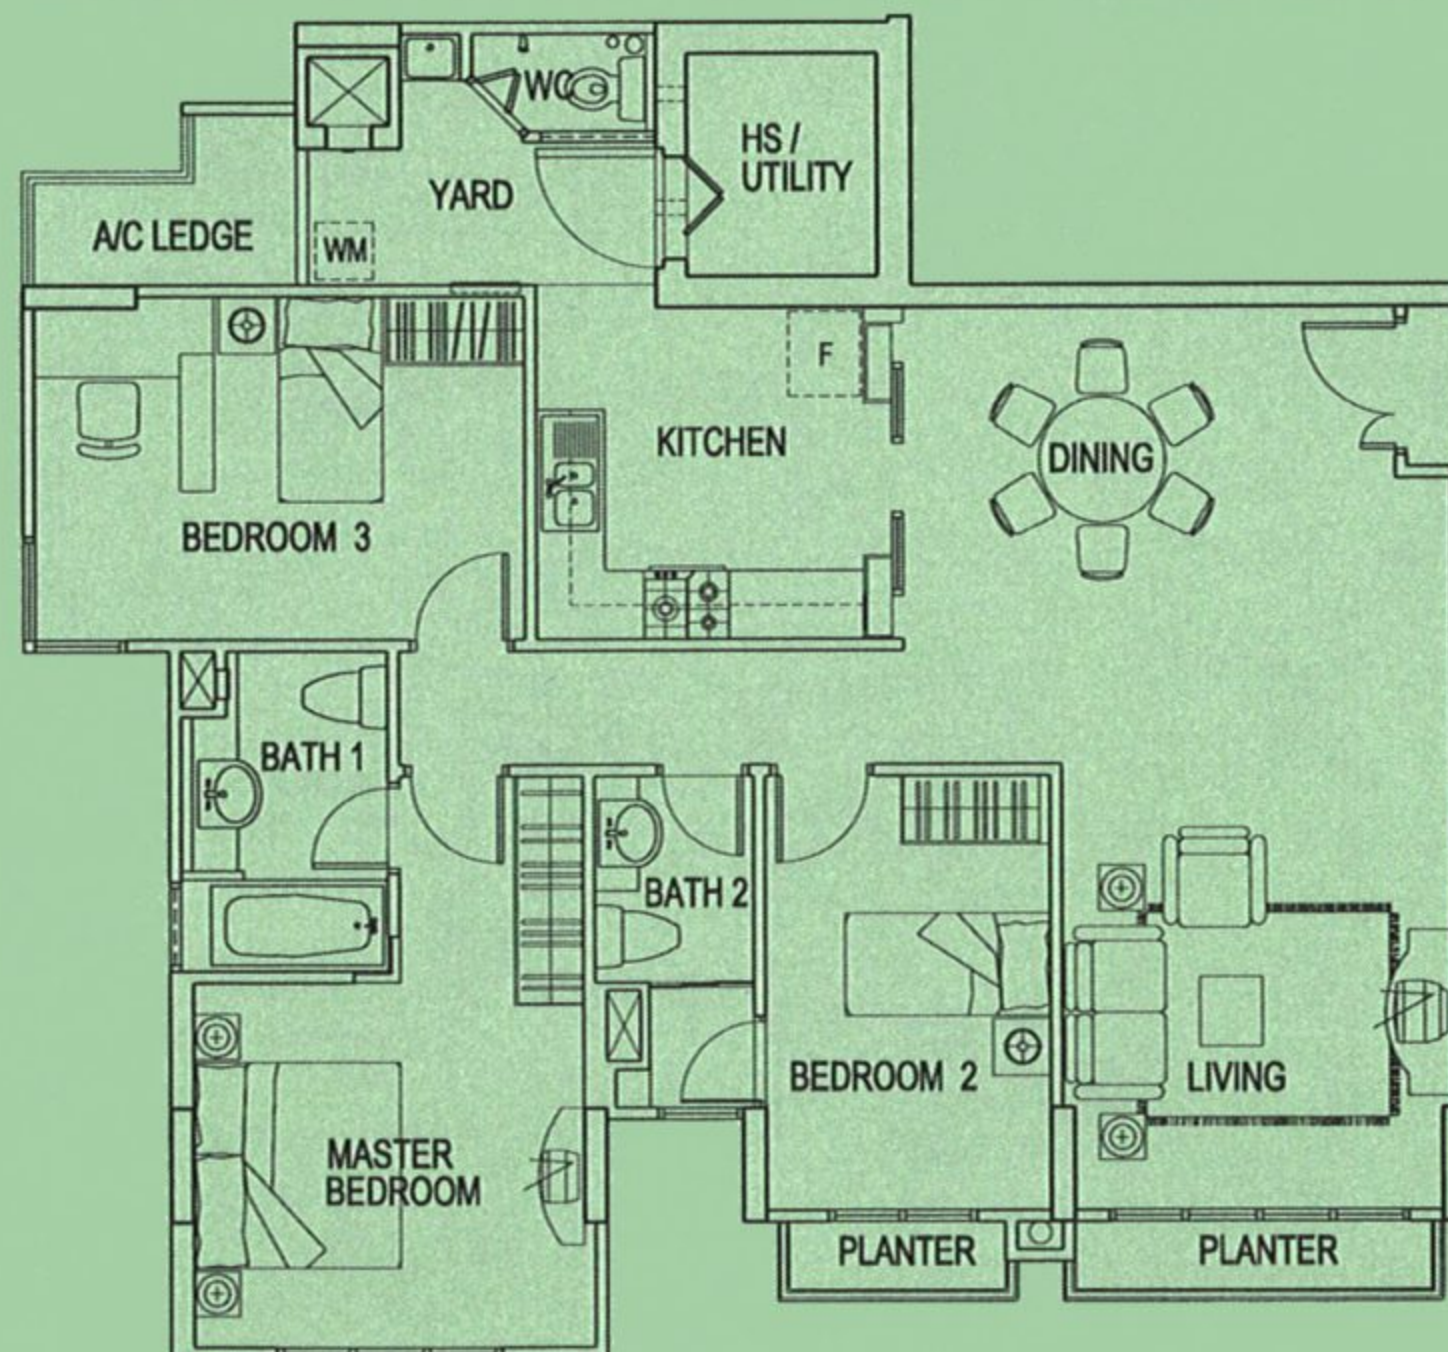 WC
HS /
UTILITY
YARD
A/C LEDGE
WM
F
KITCHEN
DINING
BEDROOM 3
BATH 1
BATH 2
BEDROOM 2
LIVING
MASTER
BEDROOM
PLANTER
PLANTER